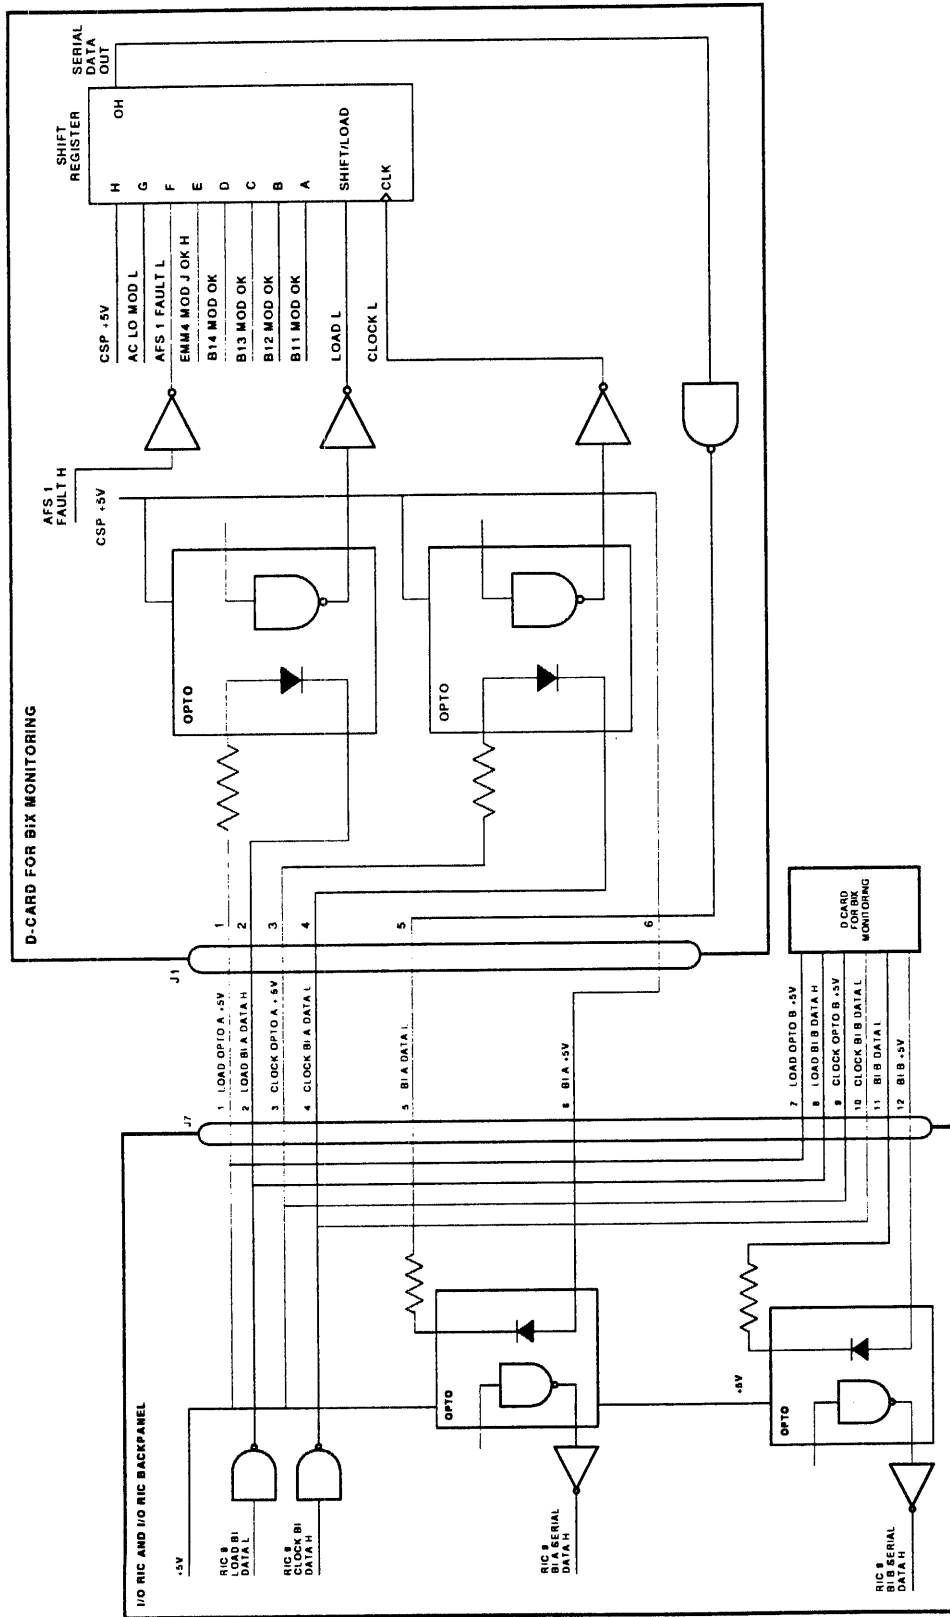 D-CARD FOR BIX MONITORING
SERIAL
DATA
OUT
SHIFT
REGISTER
OH
H
G
F
E
D
C
B
A
SHIFT/LOAD
CLK
CSP +5V
AC LO MOD L
AFS 1 FAULT L
EMM4 MOD J OK H
B14 MOD OK
B13 MOD OK
B12 MOD OK
B11 MOD OK
LOAD L
CLOCK L
AFS 1
FAULT H
CSP +5V
OPTO
OPTO
1
2
3
4
5
6
J1
1 LOAD OPTO A +5V
2 LOAD BI A DATA H
3 CLOCK OPTO A +5V
4 CLOCK BI A DATA L
5 BI A DATA L
6 BI A +5V
D CARD
FOR BIX
MONITORING
7 LOAD OPTO B +5V
8 LOAD BI B DATA H
9 CLOCK OPTO B +5V
10 CLOCK BI B DATA L
11 BI B DATA L
12 BI B +5V
J7
I/O RIC AND I/O RIC BACKPANEL
+5V
RIC 9
LOAD BI
DATA L
RIC 9
CLOCK BI
DATA H
OPTO
RIC 9
BI A SERIAL
DATA H
+5V
OPTO
RIC 9
BI B SERIAL
DATA H